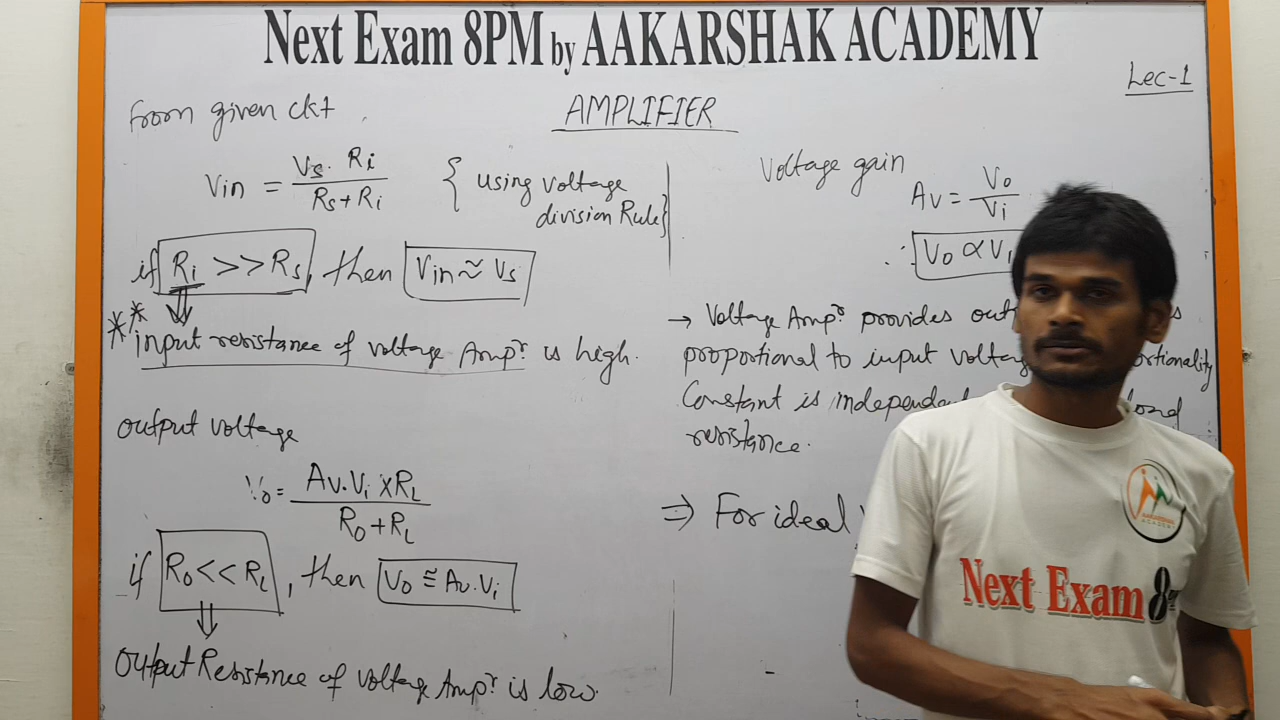 Next Exam 8PM by AAKARSHAK ACADEMY
Lec-1
AMPLIFIER
From given ckt
Vin = Vs. Ri / Rs+Ri { using voltage
division Rule}
if Ri >> Rs, then Vin ≈ Vs
** input resistance of voltage Ampr. is high.
output voltage
Vo = Av.Vi × RL / Ro+RL
if Ro << RL, then Vo ≅ Av.Vi
output Resistance of voltage Ampr. is low.
Voltage gain
Av = Vo / Vi
∴ Vo ∝ Vi
→ Voltage Ampr. provides
proportional to input
Constant is
resistance.
⇒ For ideal
AAKARSHAK
ACADEMY
Next Exam 8